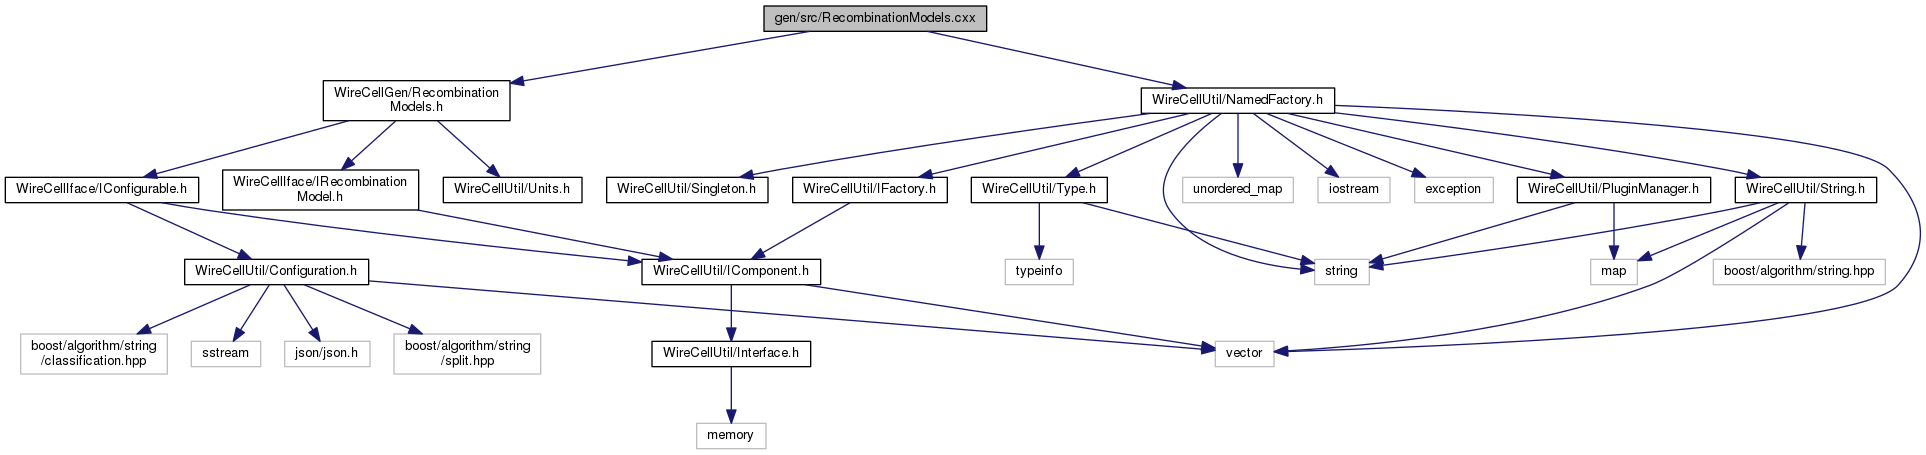 gen/src/RecombinationModels.cxx
WireCellGen/Recombination
Models.h
WireCellUtil/NamedFactory.h
WireCellIface/IConfigurable.h
WireCellIface/IRecombination
Model.h
WireCellUtil/Units.h
WireCellUtil/Singleton.h
WireCellUtil/IFactory.h
WireCellUtil/Type.h
unordered_map
iostream
exception
WireCellUtil/PluginManager.h
WireCellUtil/String.h
WireCellUtil/Configuration.h
WireCellUtil/IComponent.h
typeinfo
string
map
boost/algorithm/string.hpp
boost/algorithm/string
/classification.hpp
sstream
json/json.h
boost/algorithm/string
/split.hpp
WireCellUtil/Interface.h
vector
memory